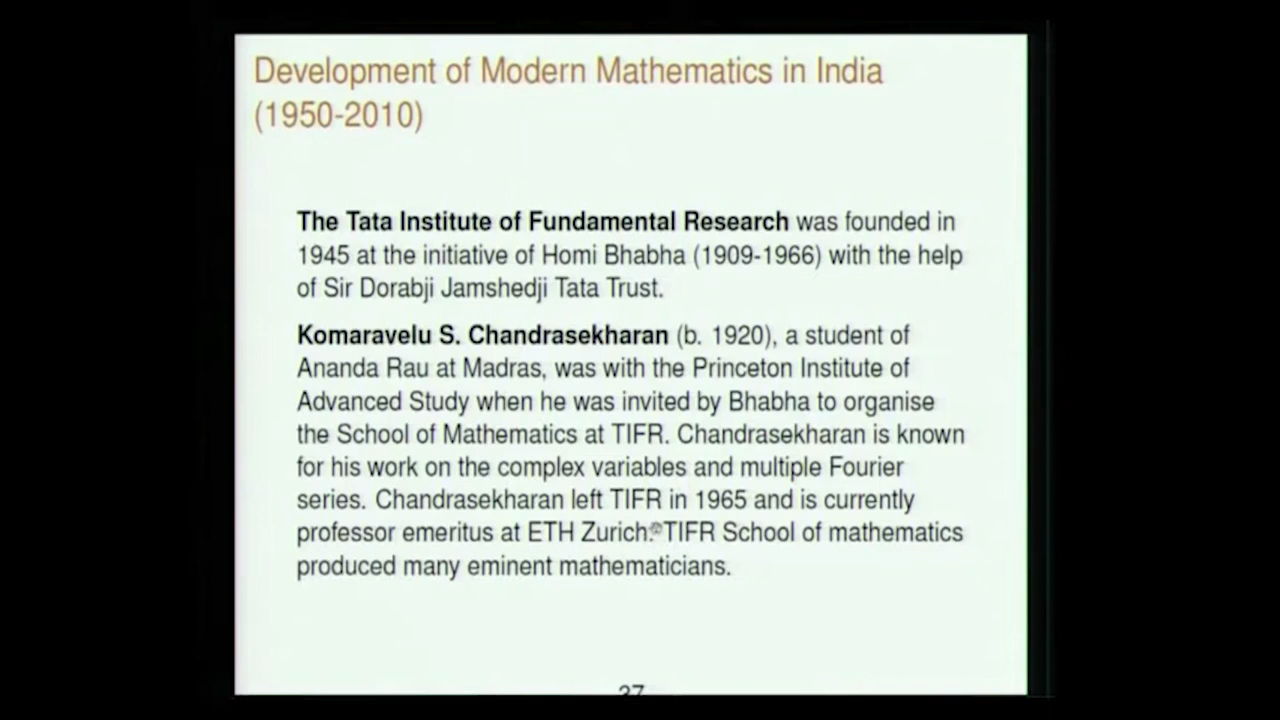 Development of Modern Mathematics in India
(1950-2010)
The Tata Institute of Fundamental Research was founded in
1945 at the initiative of Homi Bhabha (1909-1966) with the help
of Sir Dorabji Jamshedji Tata Trust.
Komaravelu S. Chandrasekharan (b. 1920), a student of
Ananda Rau at Madras, was with the Princeton Institute of
Advanced Study when he was invited by Bhabha to organise
the School of Mathematics at TIFR. Chandrasekharan is known
for his work on the complex variables and multiple Fourier
series. Chandrasekharan left TIFR in 1965 and is currently
professor emeritus at ETH Zurich. TIFR School of mathematics
produced many eminent mathematicians.
37